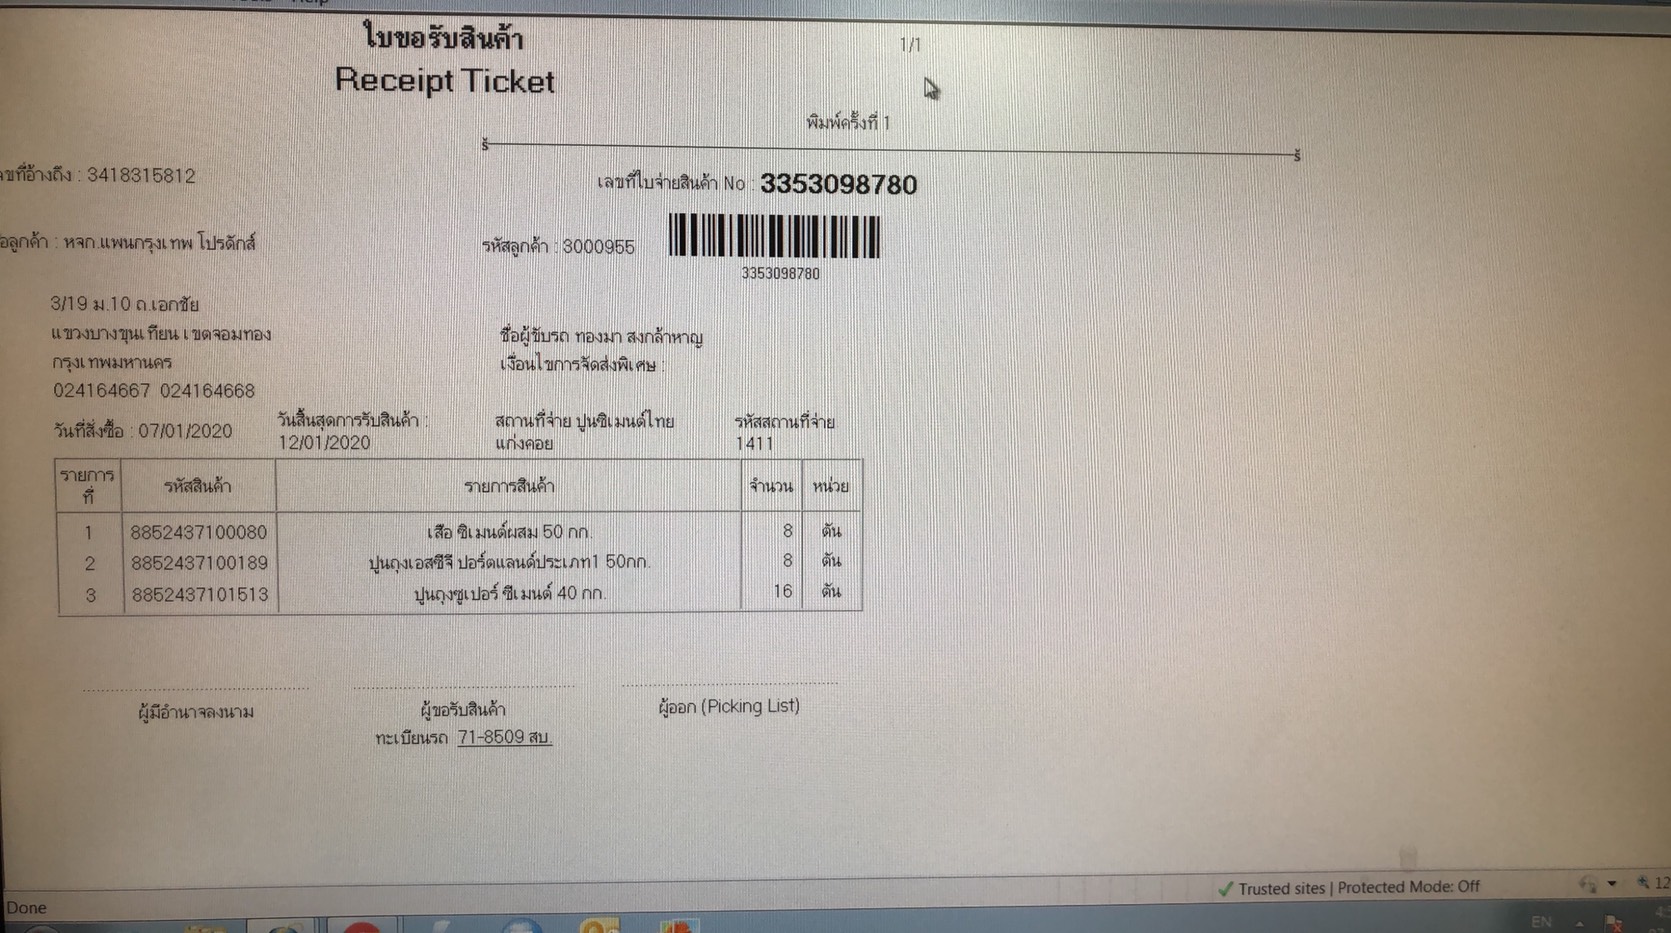 Help
ใบขอรับสินค้า
1/1
Receipt Ticket
พิมพ์ครั้งที่ 1
ลขที่อ้างถึง : 3418315812
เลขที่ใบจ่ายสินค้า No : 3353098780
อลูกค้า : หจก.แพนกรุงเทพ โปรดักส์
รหัสลูกค้า : 3000955
3353098780
3/19 ม.10 ถ.เอกชัย
แขวงบางขุนเทียน เขตจอมทอง
กรุงเทพมหานคร
024164667 024164668
ชื่อผู้ขับรถ ทองมา สงกล้าหาญ
เงื่อนไขการจัดส่งพิเศษ :
วันที่สั่งซื้อ : 07/01/2020
วันสิ้นสุดการรับสินค้า :
12/01/2020
สถานที่จ่าย ปูนซิเมนต์ไทย
แก่งคอย
รหัสสถานที่จ่าย
1411
รายการที่ รหัสสินค้า รายการสินค้า จำนวน หน่วย
1 8852437100080 เสือ ซิเมนต์ผสม 50 กก. 8 ตัน
2 8852437100189 ปูนถุงเอสซีจี ปอร์ตแลนด์ประเภท1 50กก. 8 ตัน
3 8852437101513 ปูนถุงซูเปอร์ ซีเมนต์ 40 กก. 16 ตัน
ผู้มีอำนาจลงนาม
ผู้ขอรับสินค้า
ผู้ออก (Picking List)
ทะเบียนรถ 71-8509 สบ.
Trusted sites | Protected Mode: Off
Done
EN